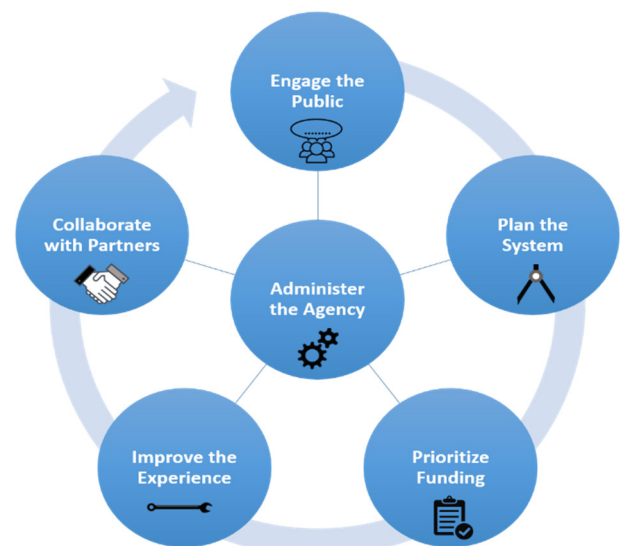 Engage the
Public
Plan the
System
Prioritize
Funding
Improve the
Experience
Collaborate
with Partners
Administer
the Agency